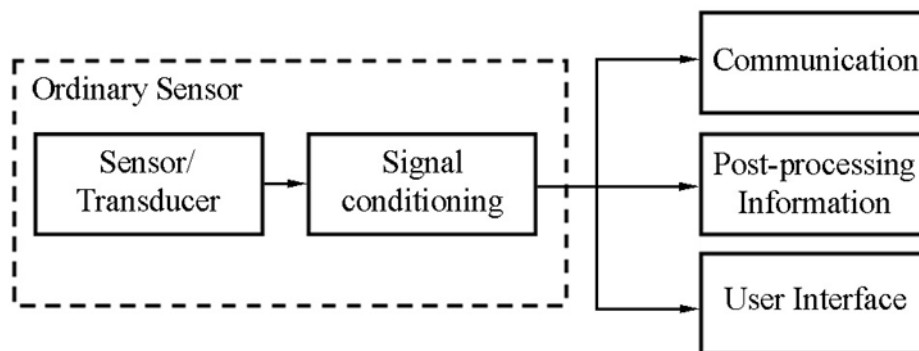 Ordinary Sensor
Sensor/
Transducer
Signal
conditioning
Communication
Post-processing
Information
User Interface